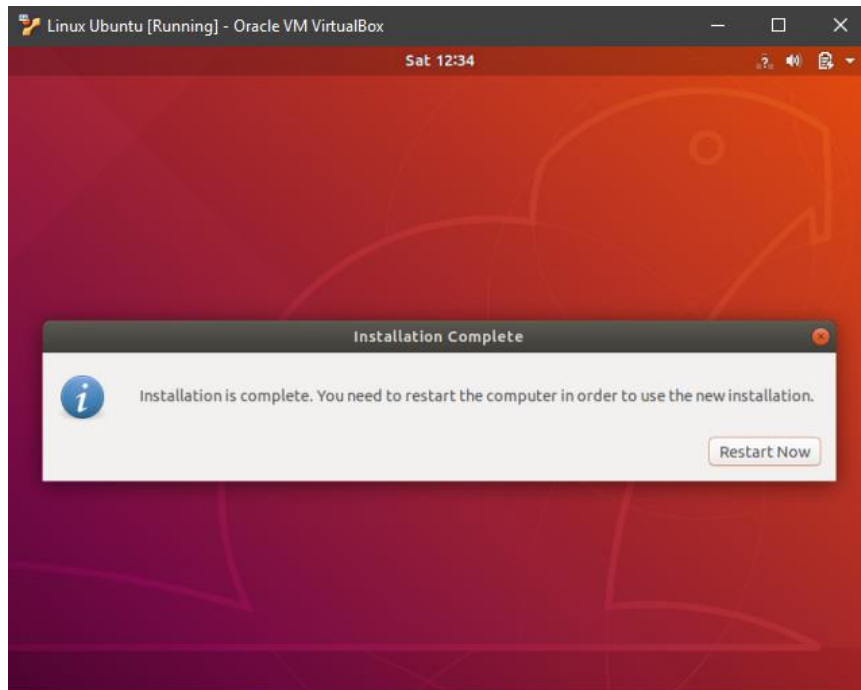 Linux Ubuntu [Running] - Oracle VM VirtualBox
Sat 12:34
Installation Complete
Installation is complete. You need to restart the computer in order to use the new installation.
Restart Now